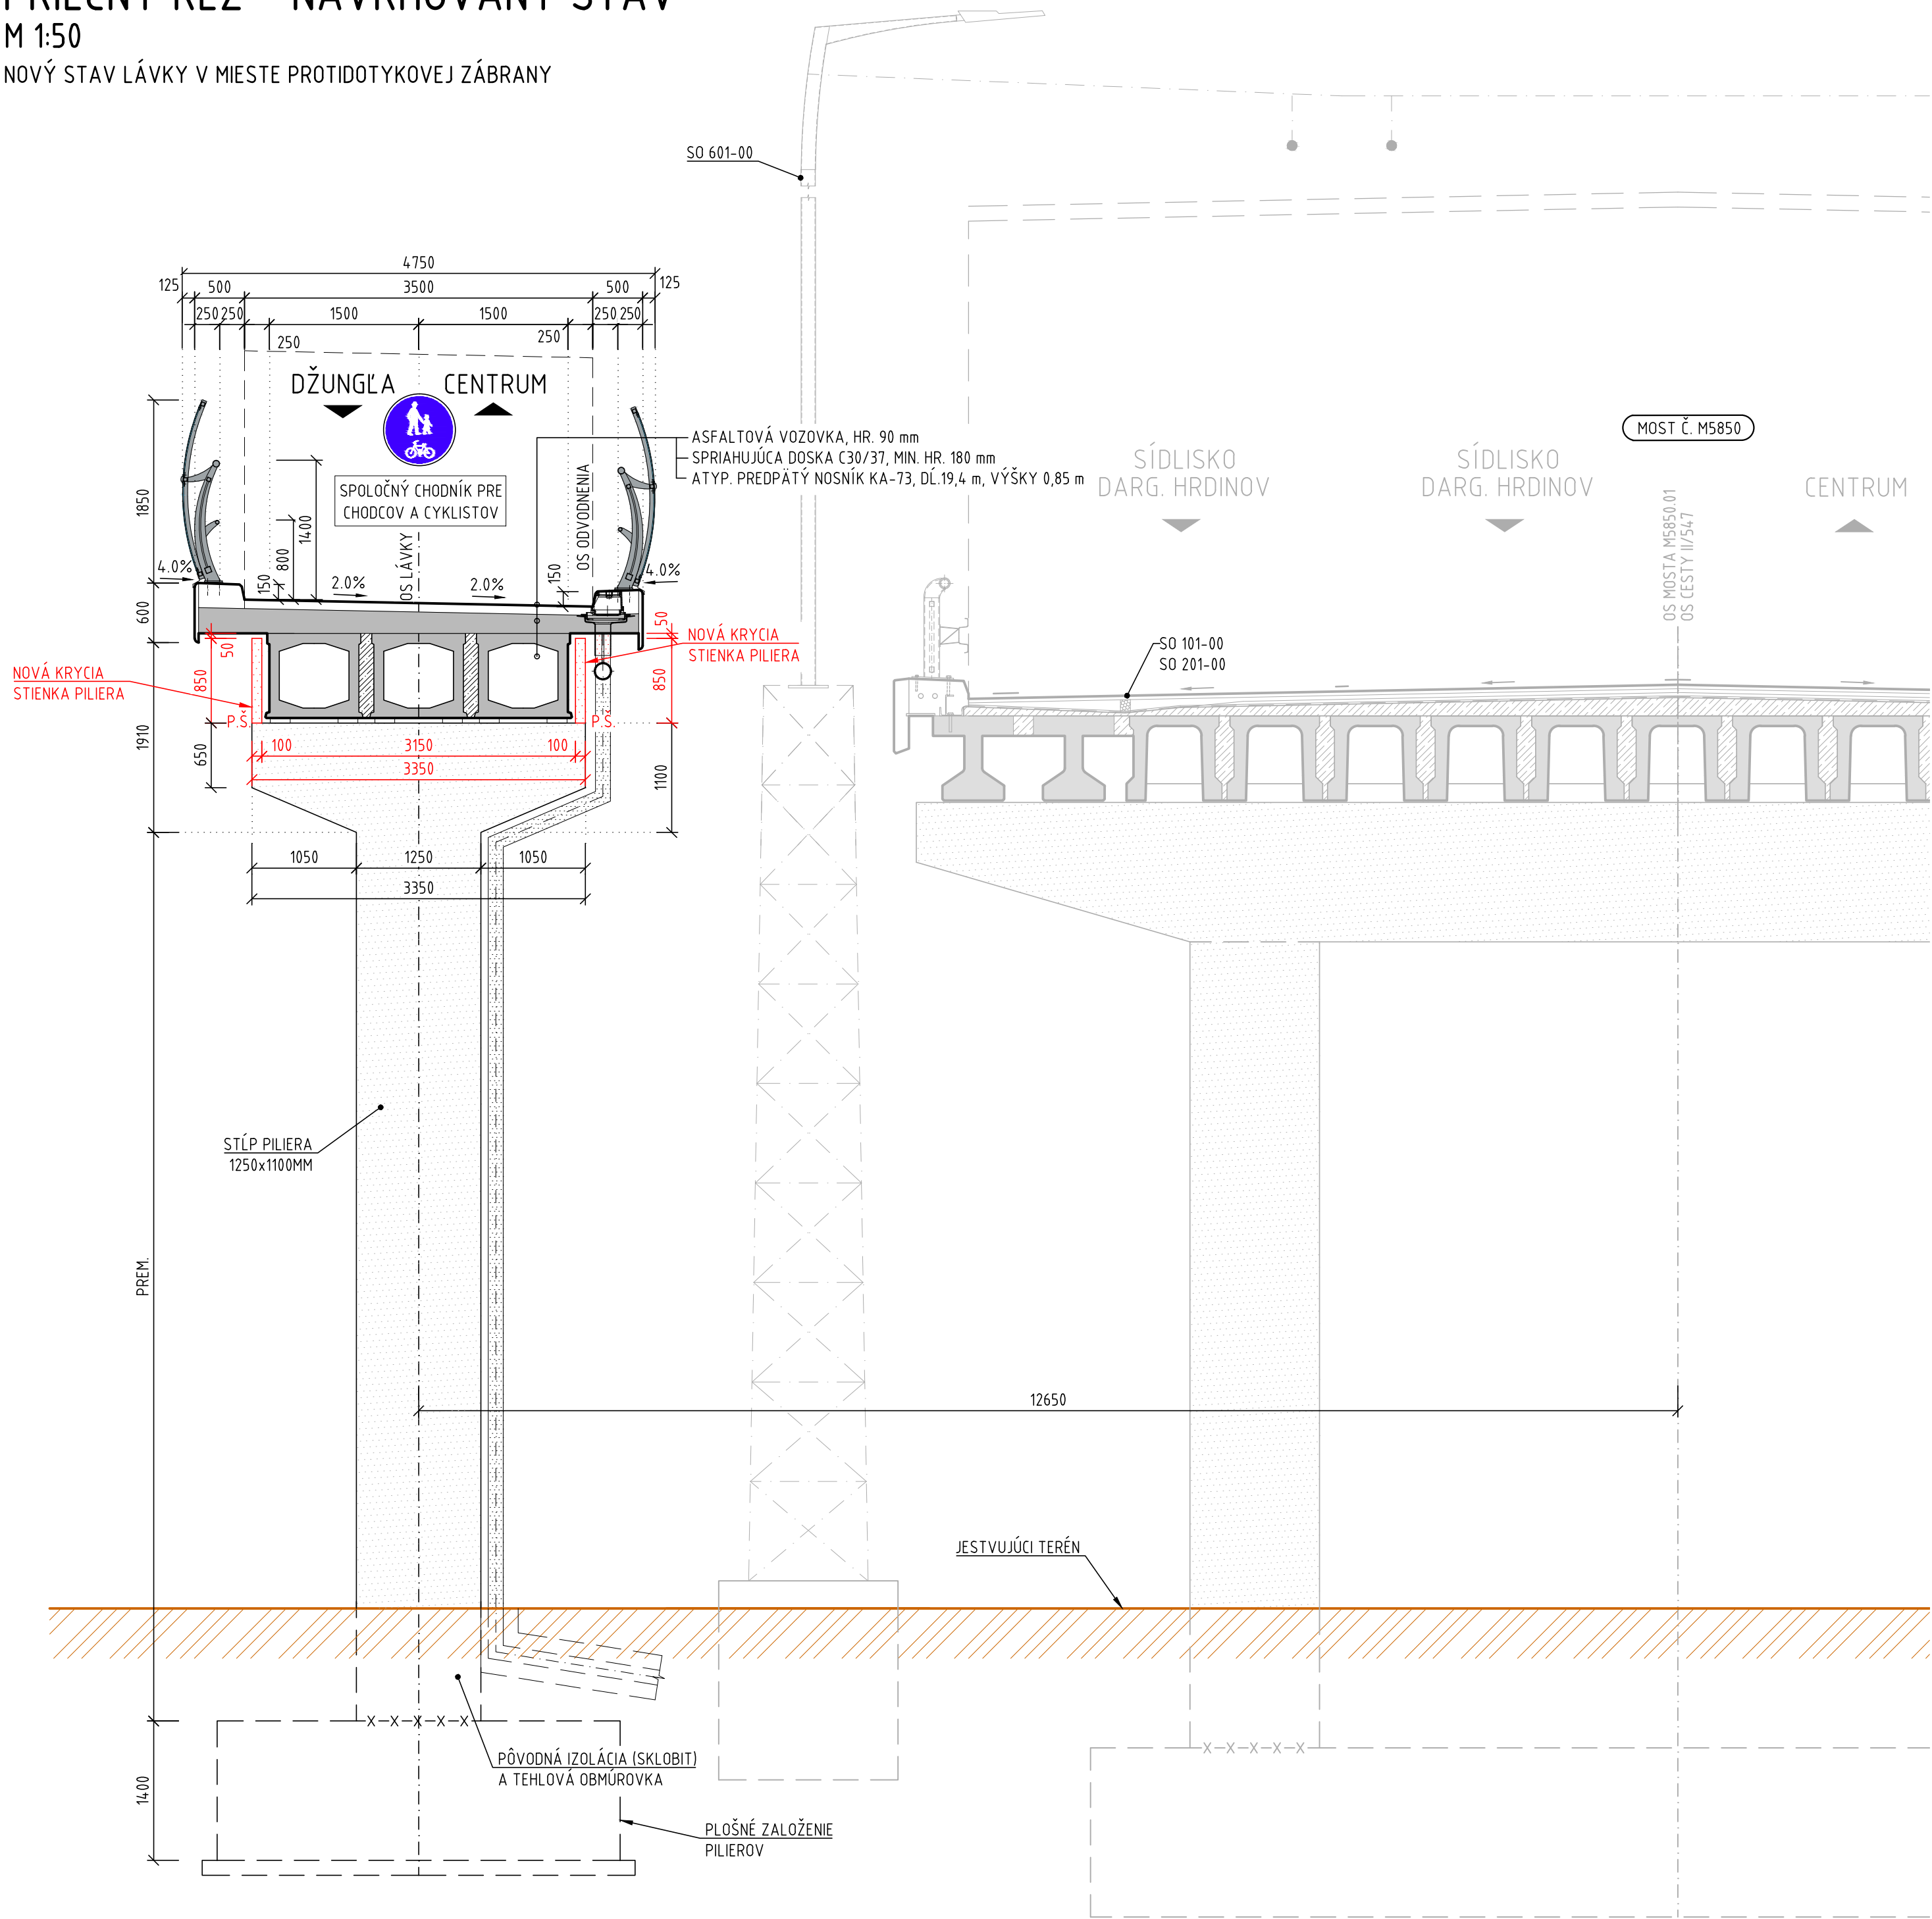 PRIEČNY REZ - NAVRHOVANÝ STAV
M 1:50
NOVÝ STAV LÁVKY V MIESTE PROTIDOTYKOVEJ ZÁBRANY
SO 601-00
4750
125
500
3500
500
125
250
250
1500
1500
250
250
250
250
DŽUNGĽA
CENTRUM
SPOLOČNÝ CHODNÍK PRE
CHODCOV A CYKLISTOV
OS LÁVKY
OS ODVODNENIA
ASFALTOVÁ VOZOVKA, HR. 90 mm
SPRIAHUJÚCA DOSKA C30/37, MIN. HR. 180 mm
ATYP. PREDPÄTÝ NOSNÍK KA-73, DĹ.19,4 m, VÝŠKY 0,85 m
MOST Č. M5850
SÍDLISKO
DARG. HRDINOV
SÍDLISKO
DARG. HRDINOV
CENTRUM
OS MOSTA M5850.01
OS CESTY II/547
1850
1400
800
150
150
4.0%
2.0%
2.0%
4.0%
600
50
50
850
850
NOVÁ KRYCIA
STIENKA PILIERA
NOVÁ KRYCIA
STIENKA PILIERA
SO 101-00
SO 201-00
P.Š.
P.Š.
1910
650
100
3150
100
3350
1100
1050
1250
1050
3350
STĹP PILIERA
1250x1100MM
PREM.
12650
JESTVUJÚCI TERÉN
PÔVODNÁ IZOLÁCIA (SKLOBIT)
A TEHLOVÁ OBMÚROVKA
1400
PLOŠNÉ ZALOŽENIE
PILIEROV